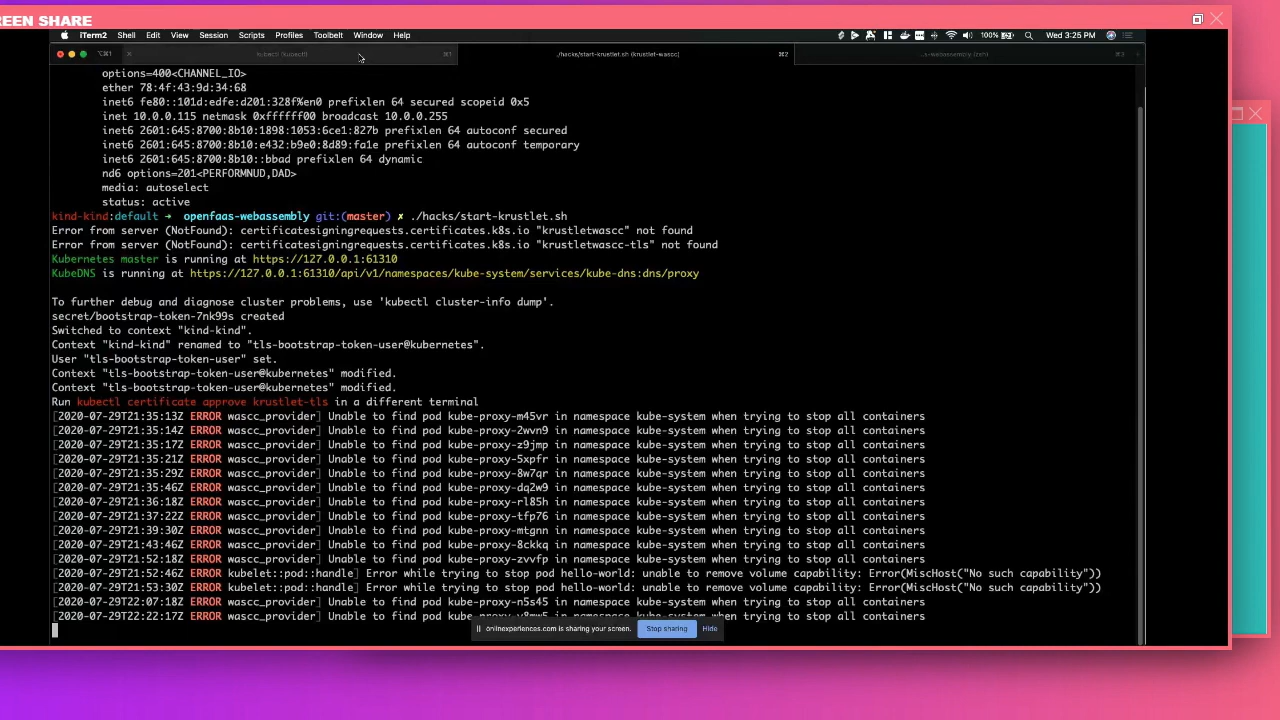 REEN SHARE
iTerm2 Shell Edit View Session Scripts Profiles Toolbelt Window Help 100% Wed 3:25 PM
⌥⌘1 kubectl (kubectl) ⌘1 ./hacks/start-krustlet.sh (krustlet-wascc) ⌘2 ..s-webassembly (zsh) ⌘3
options=400<CHANNEL_IO>
ether 78:4f:43:9d:34:68
inet6 fe80::101d:edfe:d201:328f%en0 prefixlen 64 secured scopeid 0x5
inet 10.0.0.115 netmask 0xffffff00 broadcast 10.0.0.255
inet6 2601:645:8700:8b10:1898:1053:6ce1:827b prefixlen 64 autoconf secured
inet6 2601:645:8700:8b10:e432:b9e0:8d89:fa1e prefixlen 64 autoconf temporary
inet6 2601:645:8700:8b10::bbad prefixlen 64 dynamic
nd6 options=201<PERFORMNUD,DAD>
media: autoselect
status: active
kind-kind:default → openfaas-webassembly git:(master) ✗ ./hacks/start-krustlet.sh
Error from server (NotFound): certificatesigningrequests.certificates.k8s.io "krustletwascc" not found
Error from server (NotFound): certificatesigningrequests.certificates.k8s.io "krustletwascc-tls" not found
Kubernetes master is running at https://127.0.0.1:61310
KubeDNS is running at https://127.0.0.1:61310/api/v1/namespaces/kube-system/services/kube-dns:dns/proxy
To further debug and diagnose cluster problems, use 'kubectl cluster-info dump'.
secret/bootstrap-token-7nk99s created
Switched to context "kind-kind".
Context "kind-kind" renamed to "tls-bootstrap-token-user@kubernetes".
User "tls-bootstrap-token-user" set.
Context "tls-bootstrap-token-user@kubernetes" modified.
Context "tls-bootstrap-token-user@kubernetes" modified.
Run kubectl certificate approve krustlet-tls in a different terminal
[2020-07-29T21:35:13Z ERROR wascc_provider] Unable to find pod kube-proxy-m45vr in namespace kube-system when trying to stop all containers
[2020-07-29T21:35:14Z ERROR wascc_provider] Unable to find pod kube-proxy-2wvn9 in namespace kube-system when trying to stop all containers
[2020-07-29T21:35:17Z ERROR wascc_provider] Unable to find pod kube-proxy-z9jmp in namespace kube-system when trying to stop all containers
[2020-07-29T21:35:21Z ERROR wascc_provider] Unable to find pod kube-proxy-5xpfr in namespace kube-system when trying to stop all containers
[2020-07-29T21:35:29Z ERROR wascc_provider] Unable to find pod kube-proxy-8w7qr in namespace kube-system when trying to stop all containers
[2020-07-29T21:35:46Z ERROR wascc_provider] Unable to find pod kube-proxy-dq2w9 in namespace kube-system when trying to stop all containers
[2020-07-29T21:36:18Z ERROR wascc_provider] Unable to find pod kube-proxy-rl85h in namespace kube-system when trying to stop all containers
[2020-07-29T21:37:22Z ERROR wascc_provider] Unable to find pod kube-proxy-tfp76 in namespace kube-system when trying to stop all containers
[2020-07-29T21:39:30Z ERROR wascc_provider] Unable to find pod kube-proxy-mtgnn in namespace kube-system when trying to stop all containers
[2020-07-29T21:43:46Z ERROR wascc_provider] Unable to find pod kube-proxy-8ckkq in namespace kube-system when trying to stop all containers
[2020-07-29T21:52:18Z ERROR wascc_provider] Unable to find pod kube-proxy-zvvfp in namespace kube-system when trying to stop all containers
[2020-07-29T21:52:46Z ERROR kubelet::pod::handle] Error while trying to stop pod hello-world: unable to remove volume capability: Error(MiscHost("No such capability"))
[2020-07-29T21:53:30Z ERROR kubelet::pod::handle] Error while trying to stop pod hello-world: unable to remove volume capability: Error(MiscHost("No such capability"))
[2020-07-29T22:07:18Z ERROR wascc_provider] Unable to find pod kube-proxy-n5s45 in namespace kube-system when trying to stop all containers
[2020-07-29T22:22:17Z ERROR wascc_provider] Unable to find pod in namespace kube-system when trying to stop all containers
onlinexperiences.com is sharing your screen. Stop sharing Hide